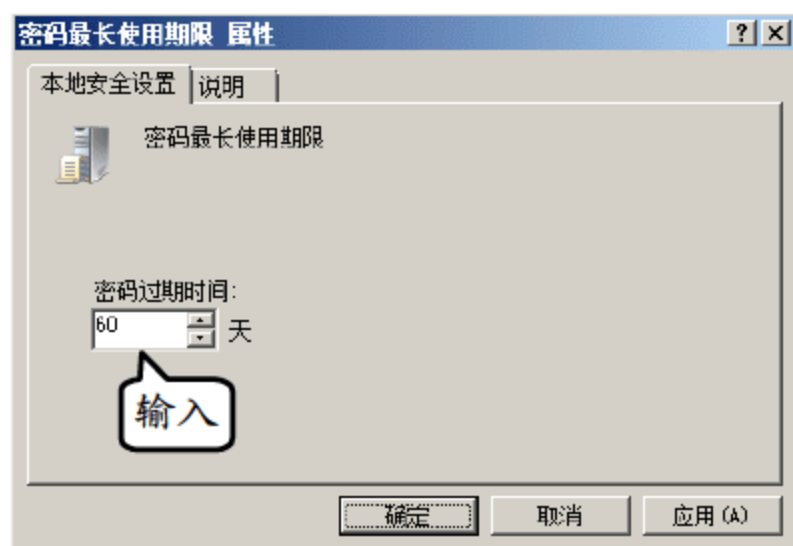 密码最长使用期限 属性
本地安全设置 说明
密码最长使用期限
密码过期时间:
60 天
输入
确定 取消 应用(A)